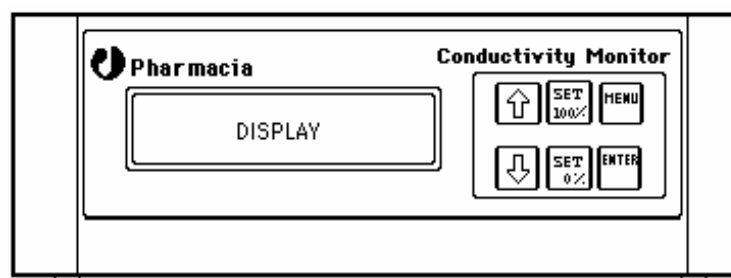 Pharmacia
Conductivity Monitor
DISPLAY
SET 100%
MENU
SET 0%
ENTER